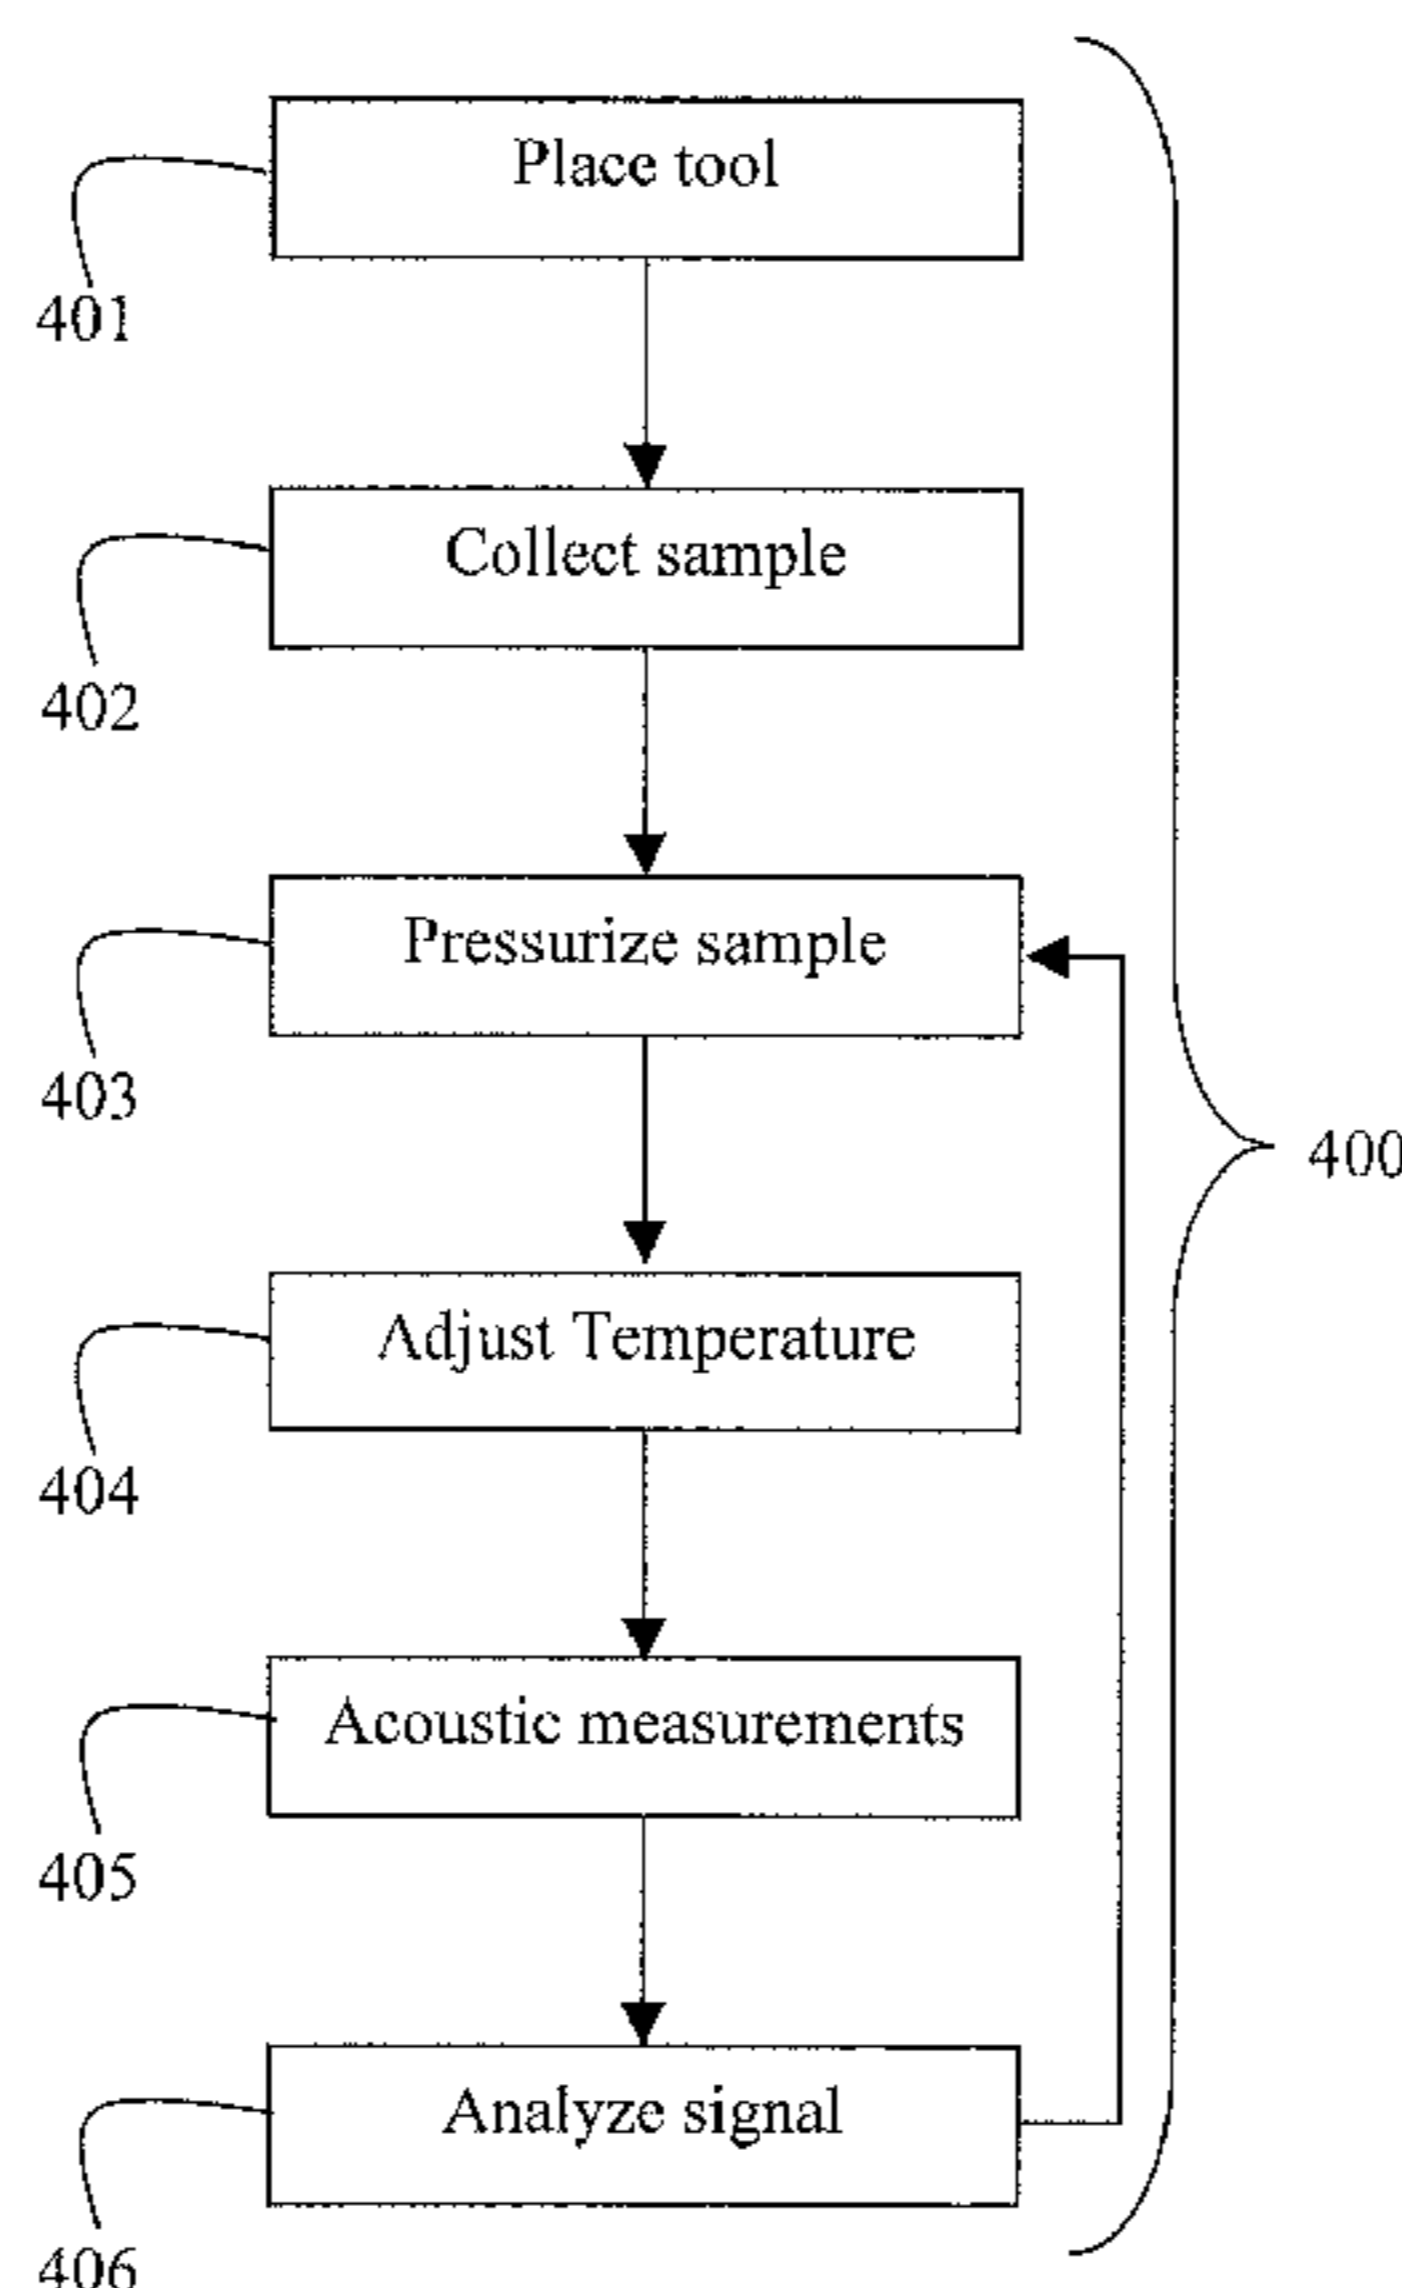 Place tool
401
Collect sample
402
Pressurize sample
403
400
Adjust Temperature
404
Acoustic measurements
405
Analyze signal
406